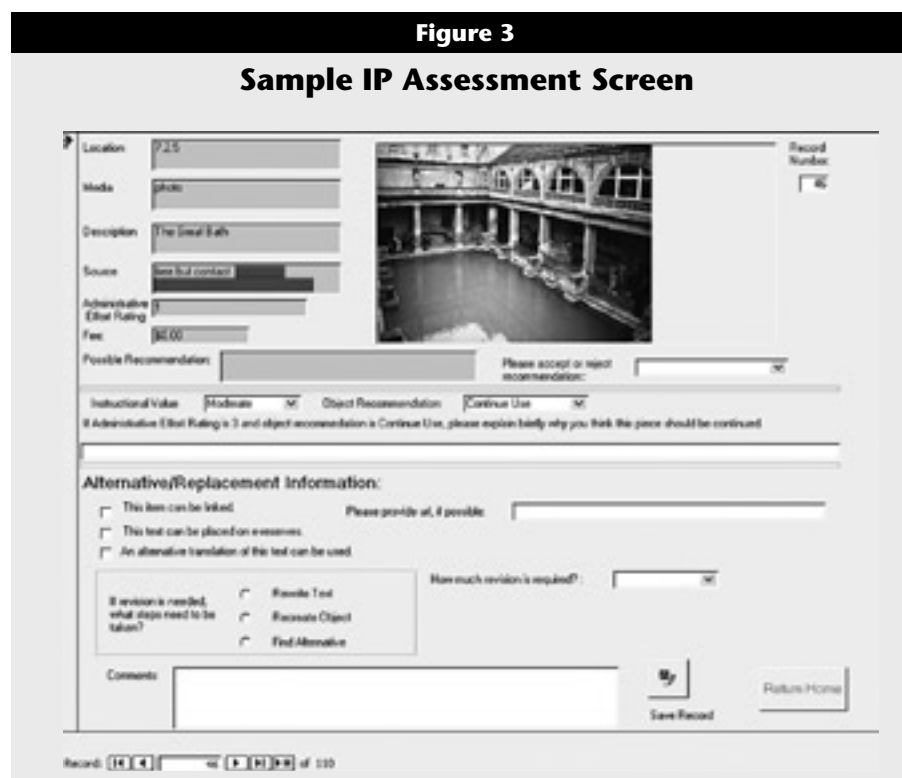 Figure 3
Sample IP Assessment Screen
Location 7.2.5
Record Number: 46
Media photo
Description The Great Bath
Source free but contact
Administrative Effort Rating
Fee: $0.00
Possible Recommendation:
Please accept or reject recommendation:
Instructional Value Moderate Object Recommendation Continue Use
If Administrative Effort Rating is 3 and object recommendation is Continue Use, please explain briefly why you think this piece should be continued
Alternative/Replacement Information:
This item can be linked.
Please provide url, if possible:
This text can be placed on e-reserves.
An alternative translation of this text can be used.
How much revision is required?:
If revision is needed, what steps need to be taken?
Rewrite Text
Recreate Object
Find Alternative
Comments
Save Record
Return Home
Record: 46 of 110